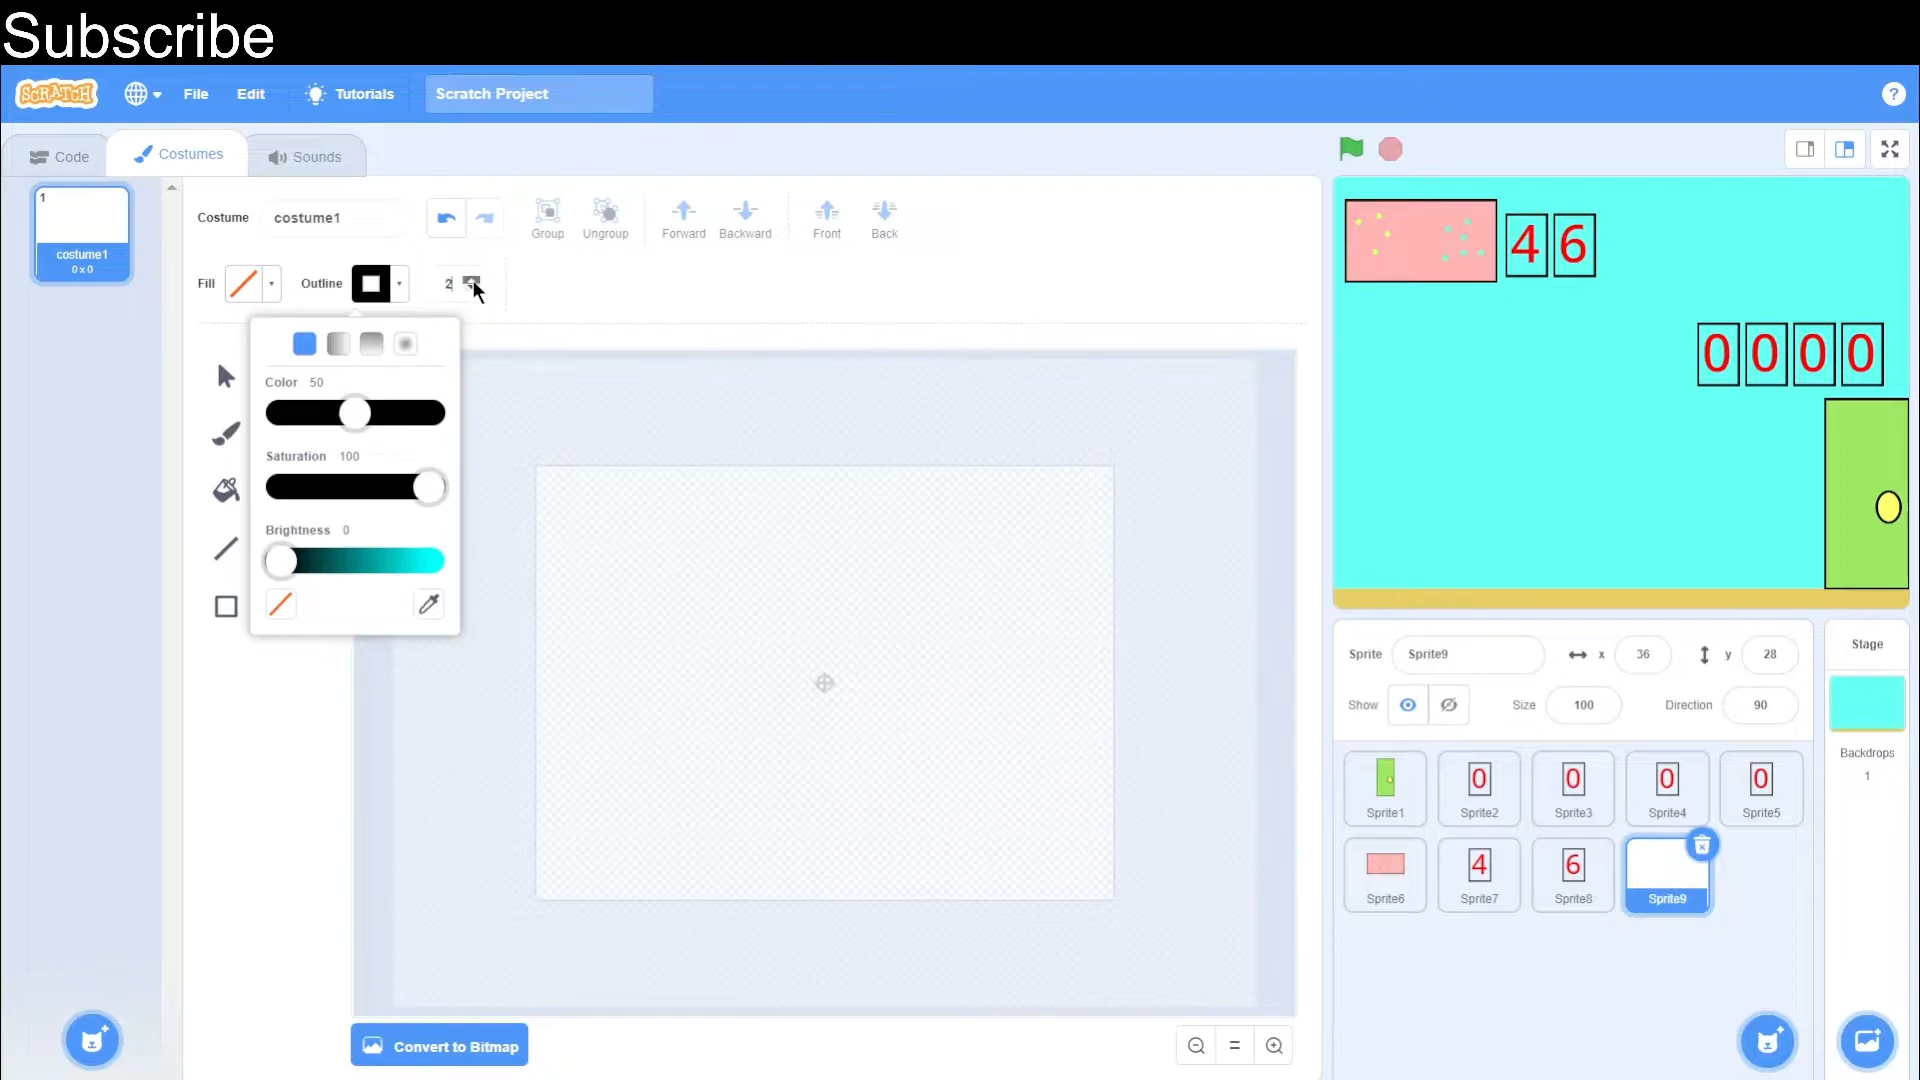 Subscribe
SCRATCH
File
Edit
Tutorials
Scratch Project
?
Code
Costumes
Sounds
1
costume1
0 x 0
Costume
costume1
Group
Ungroup
Forward
Backward
Front
Back
Fill
Outline
2
Color 50
Saturation 100
Brightness 0
Convert to Bitmap
=
4 6
0 0 0 0
Sprite
Sprite9
x
36
y
28
Show
Size
100
Direction
90
0
0
0
0
Sprite1
Sprite2
Sprite3
Sprite4
Sprite5
4
6
Sprite6
Sprite7
Sprite8
Sprite9
Stage
Backdrops
1